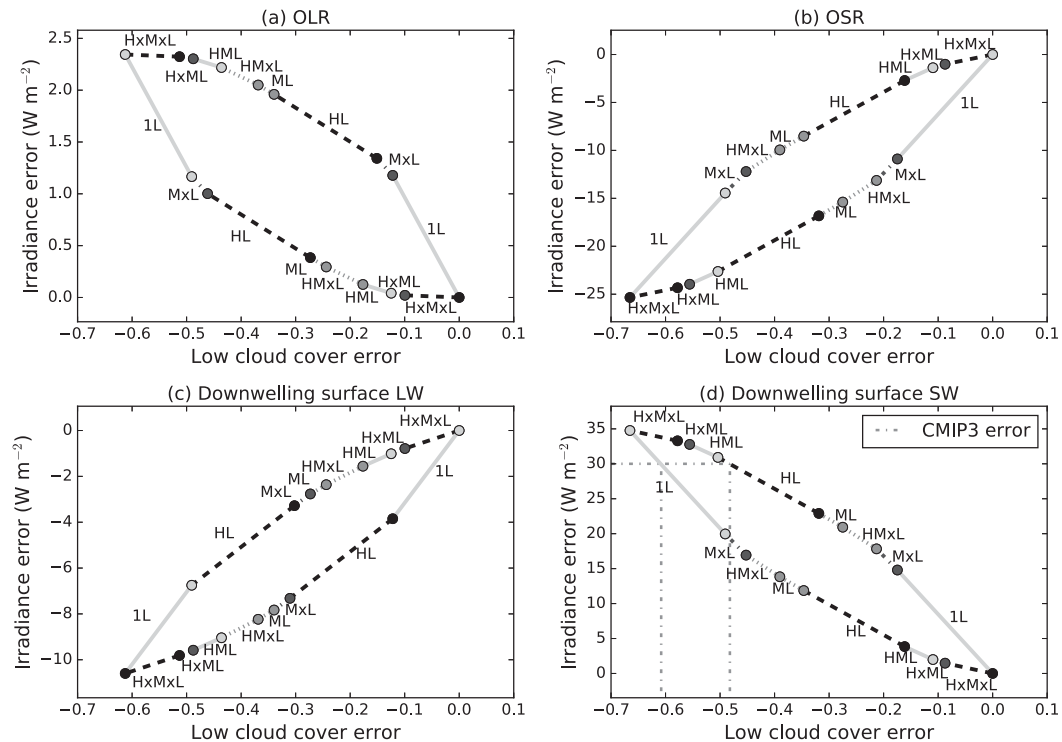 (a) OLR
2.5
2.0
1.5
1.0
0.5
0.0
Irradiance error (W m−2)
HxMxL
HxML
HML
HMxL
ML
HL
MxL
1L
1L
MxL
HL
ML
HMxL
HxML
HxMxL
−0.7 −0.6 −0.5 −0.4 −0.3 −0.2 −0.1 −0.0 0.1
Low cloud cover error
(b) OSR
0
−5
−10
−15
−20
−25
Irradiance error (W m−2)
HxMxL
HxML
HML
HL
ML
HMxL
MxL
1L
1L
MxL
HMxL
ML
HL
HML
HxML
HxMxL
−0.7 −0.6 −0.5 −0.4 −0.3 −0.2 −0.1 0.0 0.1
Low cloud cover error
(c) Downwelling surface LW
0
−2
−4
−6
−8
−10
Irradiance error (W m−2)
HxMxL
HxML
HML
HMxL
ML
MxL
HL
1L
1L
HL
MxL
ML
HMxL
HML
HxML
HxMxL
−0.7 −0.6 −0.5 −0.4 −0.3 −0.2 −0.1 −0.0 0.1
Low cloud cover error
(d) Downwelling surface SW
35
30
25
20
15
10
5
0
Irradiance error (W m−2)
CMIP3 error
HxMxL
HxML
HML
HL
ML
HMxL
MxL
1L
1L
MxL
HMxL
ML
HL
HML
HxML
HxMxL
−0.7 −0.6 −0.5 −0.4 −0.3 −0.2 −0.1 0.0 0.1
Low cloud cover error